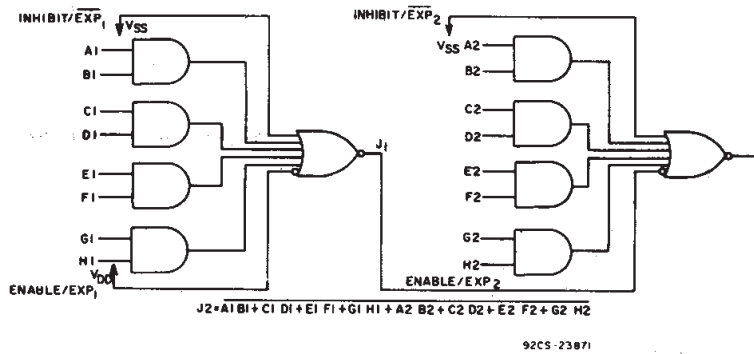 INHIBIT/EXP1
VSS
A1
B1
C1
D1
E1
F1
G1
H1
VDD
ENABLE/EXP1
J1
INHIBIT/EXP2
VSS
A2
B2
C2
D2
E2
F2
G2
H2
ENABLE/EXP2
J2=A1 B1+C1 D1+E1 F1+G1 H1+A2 B2+C2 D2+E2 F2+G2 H2
92CS-23871